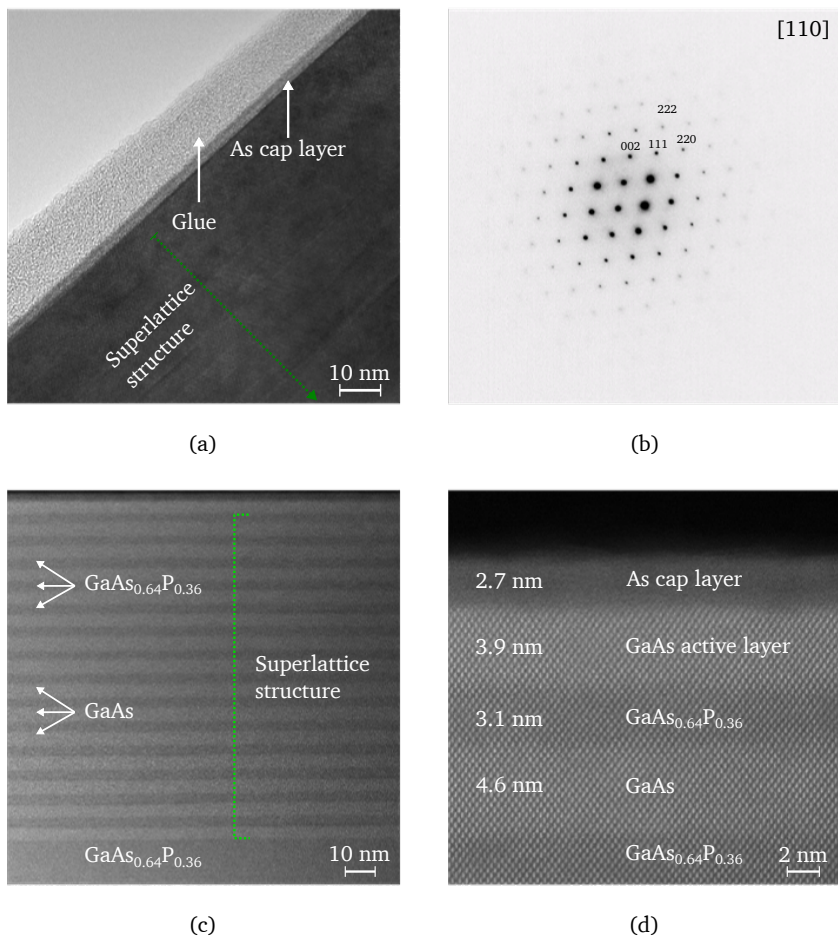 As cap layer
Glue
Superlattice
structure
10 nm
(a)
[110]
222
002 111 220
(b)
GaAs₀.₆₄P₀.₃₆
GaAs
Superlattice
structure
GaAs₀.₆₄P₀.₃₆
10 nm
(c)
2.7 nm As cap layer
3.9 nm GaAs active layer
3.1 nm GaAs₀.₆₄P₀.₃₆
4.6 nm GaAs
GaAs₀.₆₄P₀.₃₆
2 nm
(d)